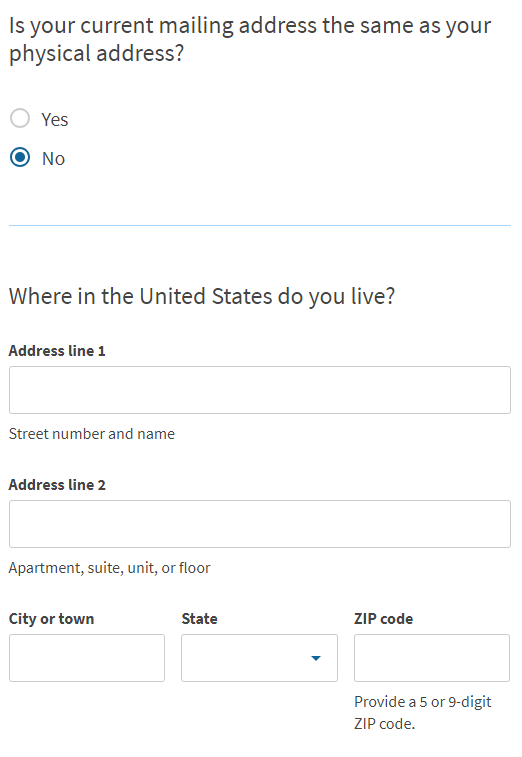 Is your current mailing address the same as your
physical address?
Yes
No
Where in the United States do you live?
Address line 1
Street number and name
Address line 2
Apartment, suite, unit, or floor
City or town
State
ZIP code
Provide a 5 or 9-digit
ZIP code.